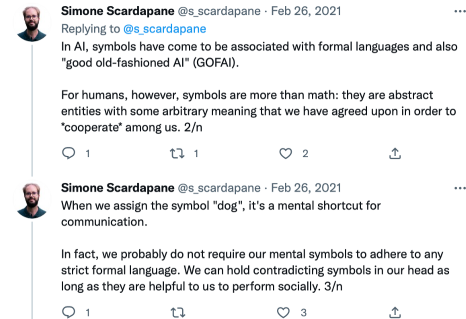 Simone Scardapane @s_scardapane · Feb 26, 2021
Replying to @s_scardapane
In AI, symbols have come to be associated with formal languages and also
"good old-fashioned AI" (GOFAI).
For humans, however, symbols are more than math: they are abstract
entities with some arbitrary meaning that we have agreed upon in order to
*cooperate* among us. 2/n
1 1 2
Simone Scardapane @s_scardapane · Feb 26, 2021
When we assign the symbol "dog", it's a mental shortcut for
communication.
In fact, we probably do not require our mental symbols to adhere to any
strict formal language. We can hold contradicting symbols in our head as
long as they are helpful to us to perform socially. 3/n
1 3